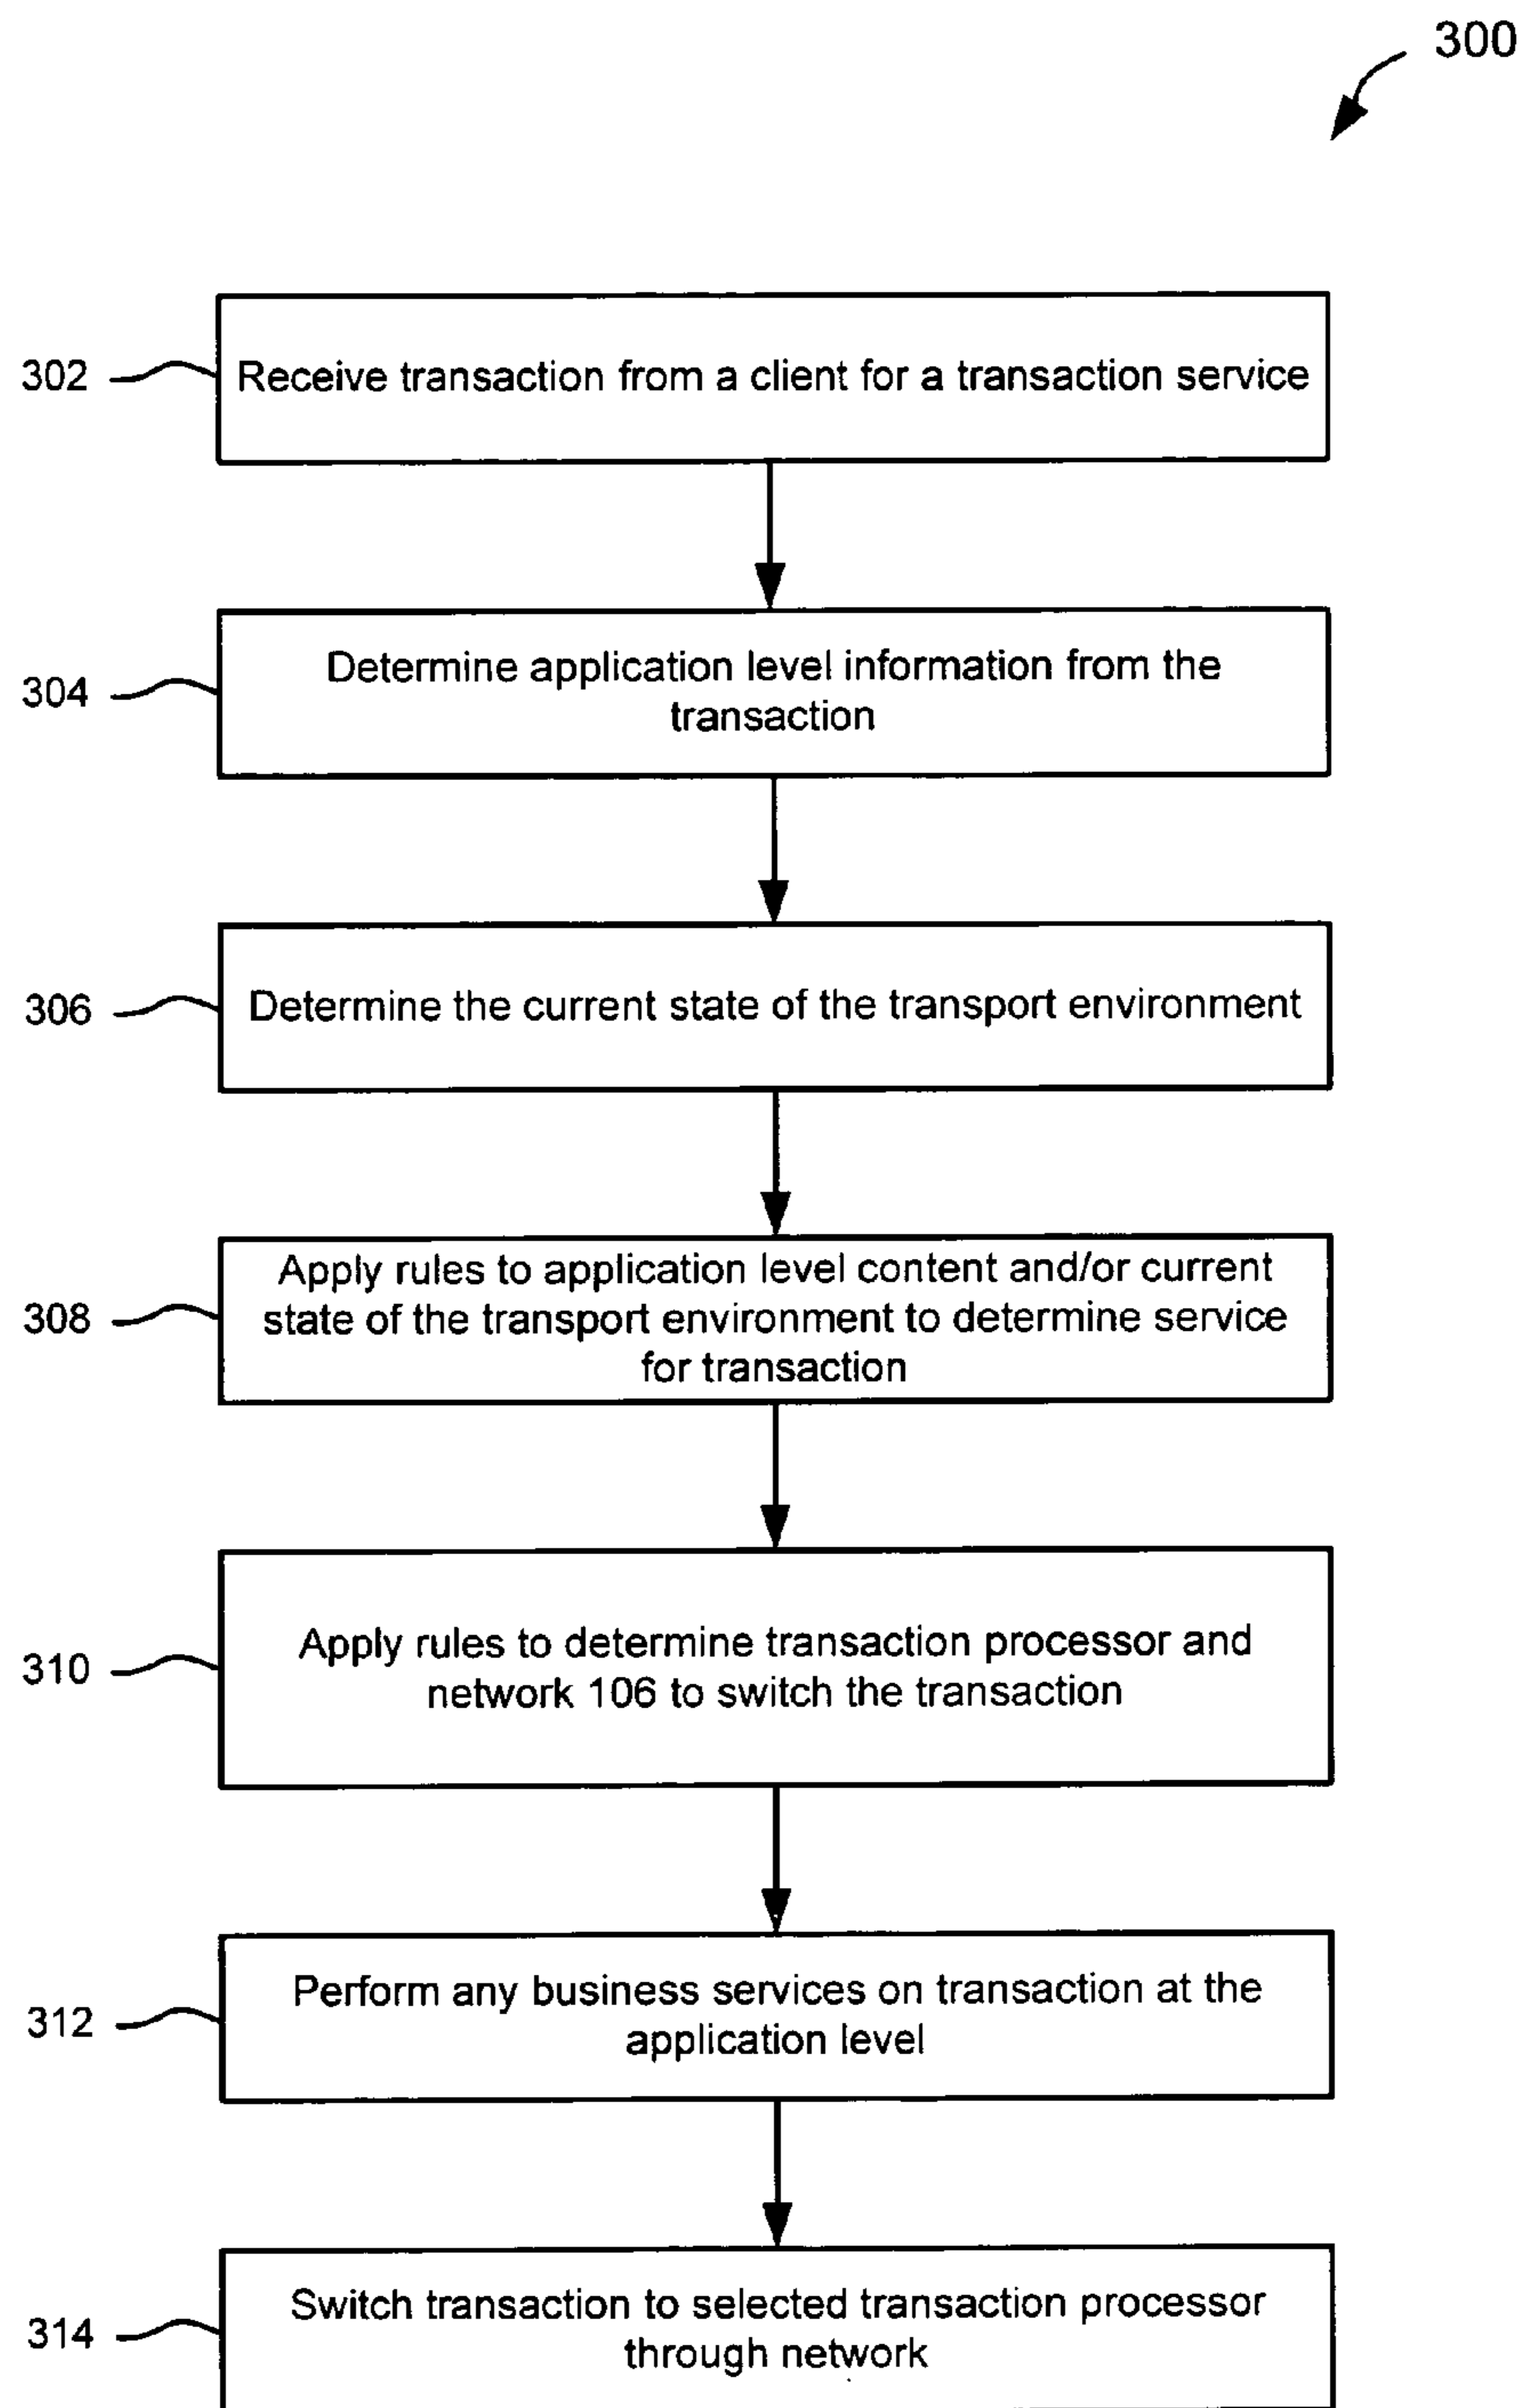 300
302
Receive transaction from a client for a transaction service
304
Determine application level information from the
transaction
306
Determine the current state of the transport environment
308
Apply rules to application level content and/or current
state of the transport environment to determine service
for transaction
310
Apply rules to determine transaction processor and
network 106 to switch the transaction
312
Perform any business services on transaction at the
application level
314
Switch transaction to selected transaction processor
through network